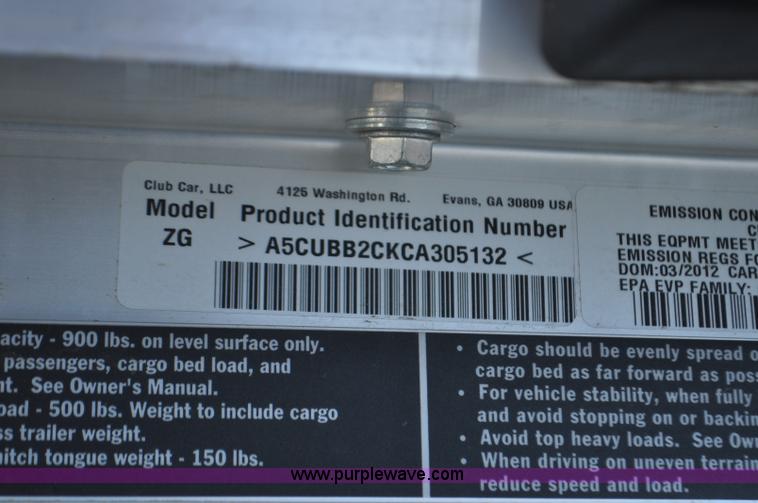 Club Car, LLC 4125 Washington Rd. Evans, GA 30809 USA
Model Product Identification Number
ZG > A5CUBB2CKCA305132 <
EMISSION CON
THIS EQPMT MEET
EMISSION REGS FO
DOM:03/2012 CAR
EPA EVP FAMILY:
acity - 900 lbs. on level surface only.
passengers, cargo bed load, and
nt. See Owner's Manual.
oad - 500 lbs. Weight to include cargo
ss trailer weight.
hitch tongue weight - 150 lbs.
• Cargo should be evenly spread o
cargo bed as far forward as poss
• For vehicle stability, when fully
and avoid stopping on or backin
• Avoid top heavy loads. See Own
• When driving on uneven terrain
reduce speed and load.
www.purplewave.com